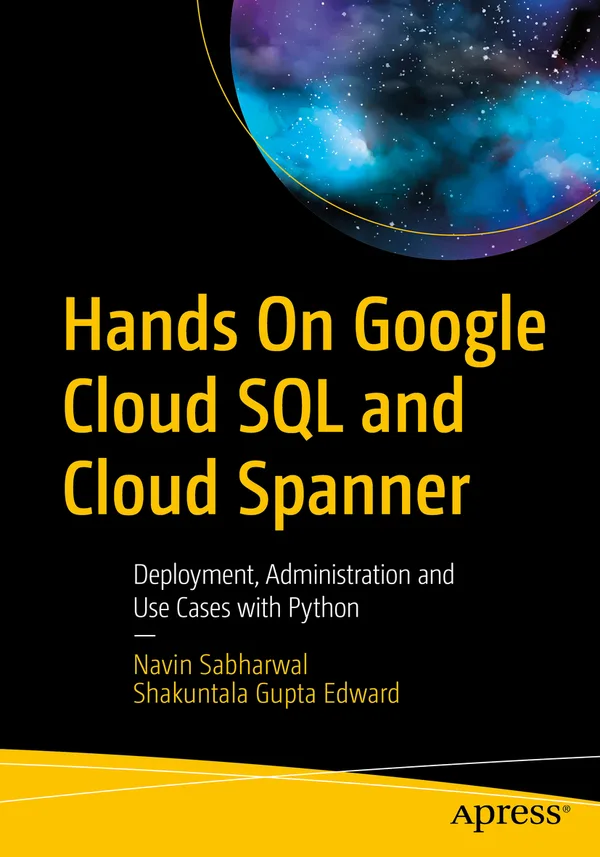 Hands On Google
Cloud SQL and
Cloud Spanner
Deployment, Administration and
Use Cases with Python
—
Navin Sabharwal
Shakuntala Gupta Edward
Apress®